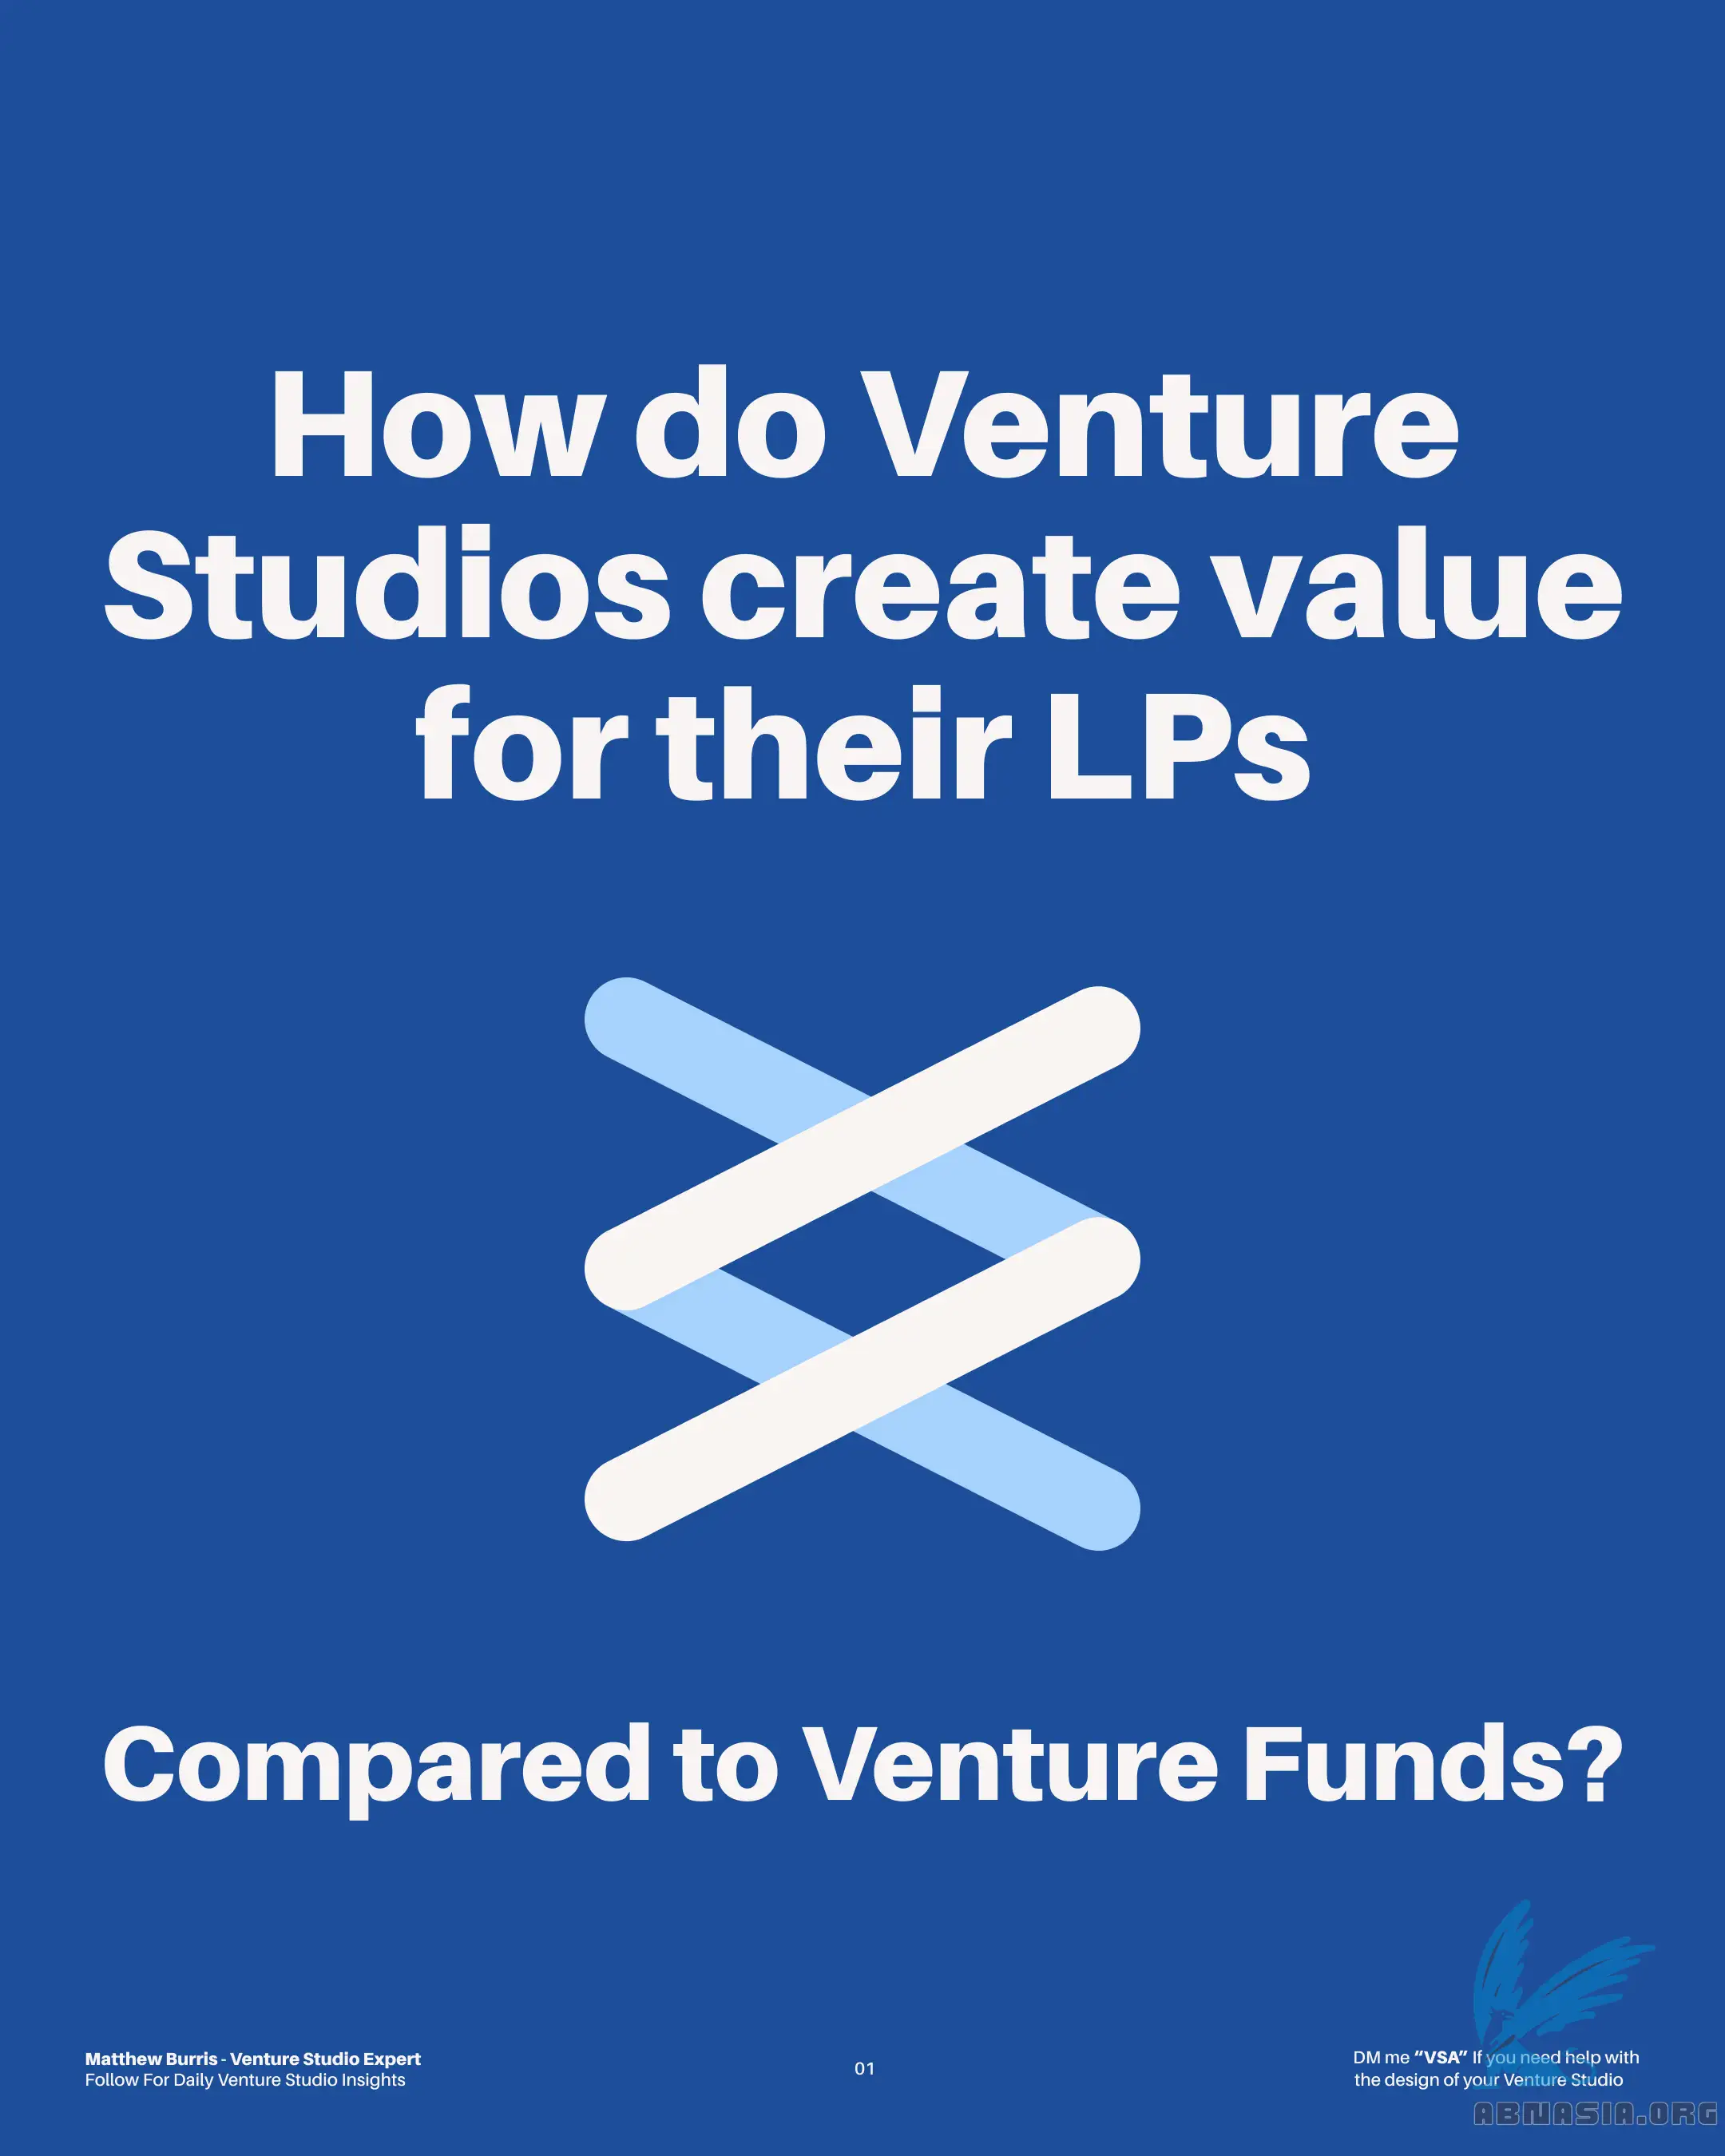 How do Venture
Studios create value
for their LPs
Compared to Venture Funds?
Matthew Burris - Venture Studio Expert
Follow For Daily Venture Studio Insights
01
DM me “VSA” If you need help with
the design of your Venture Studio
ABNASIA.ORG